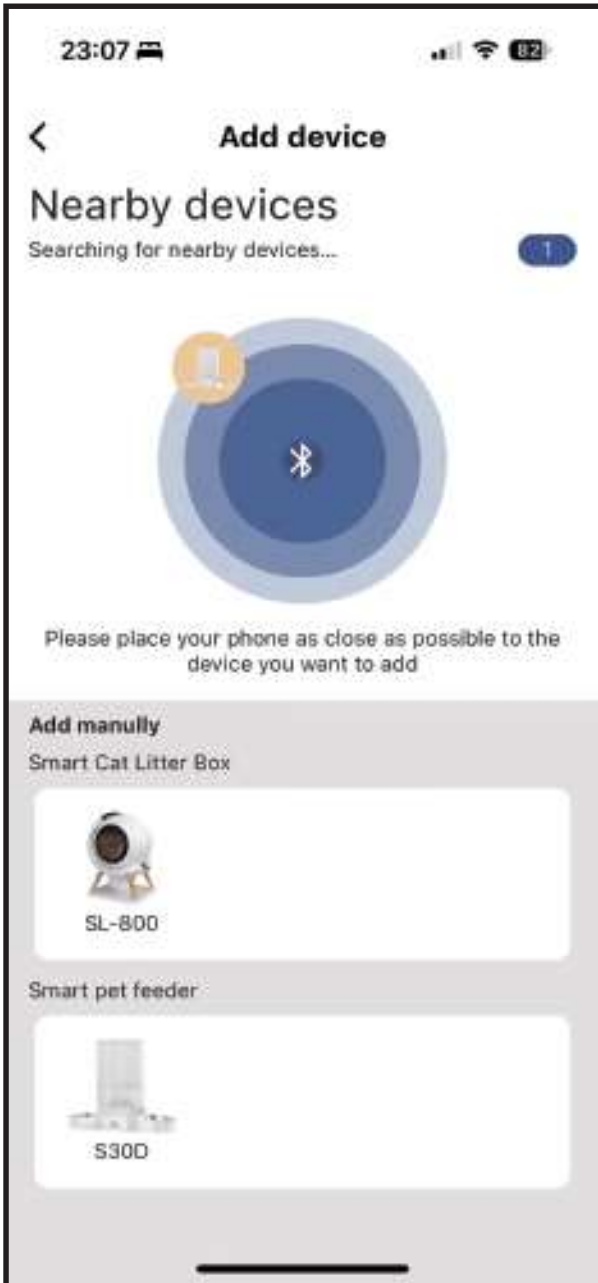 23:07
82
Add device
Nearby devices
Searching for nearby devices...
1
Please place your phone as close as possible to the
device you want to add
Add manully
Smart Cat Litter Box
SL-800
Smart pet feeder
S30D